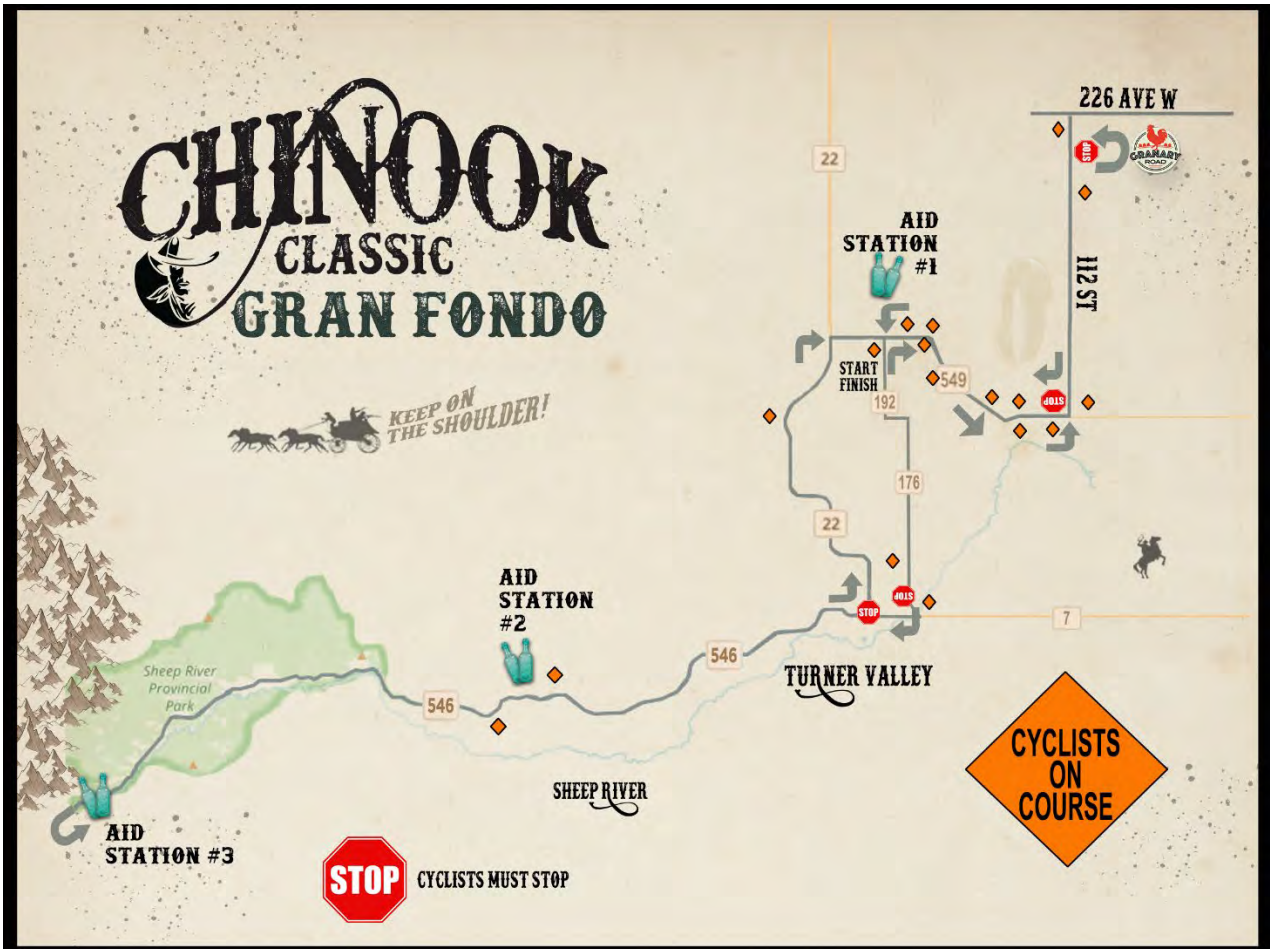 CHINOOK
CLASSIC
GRAN FONDO
KEEP ON
THE SHOULDER!
226 AVE W
STOP
GRANARY
ROAD
22
AID
STATION
#1
112 ST
START
FINISH
549
192
STOP
176
22
AID
STATION
#2
STOP
STOP
7
546
TURNER VALLEY
Sheep River
Provincial
Park
546
CYCLISTS
ON
COURSE
SHEEP RIVER
AID
STATION #3
STOP
CYCLISTS MUST STOP